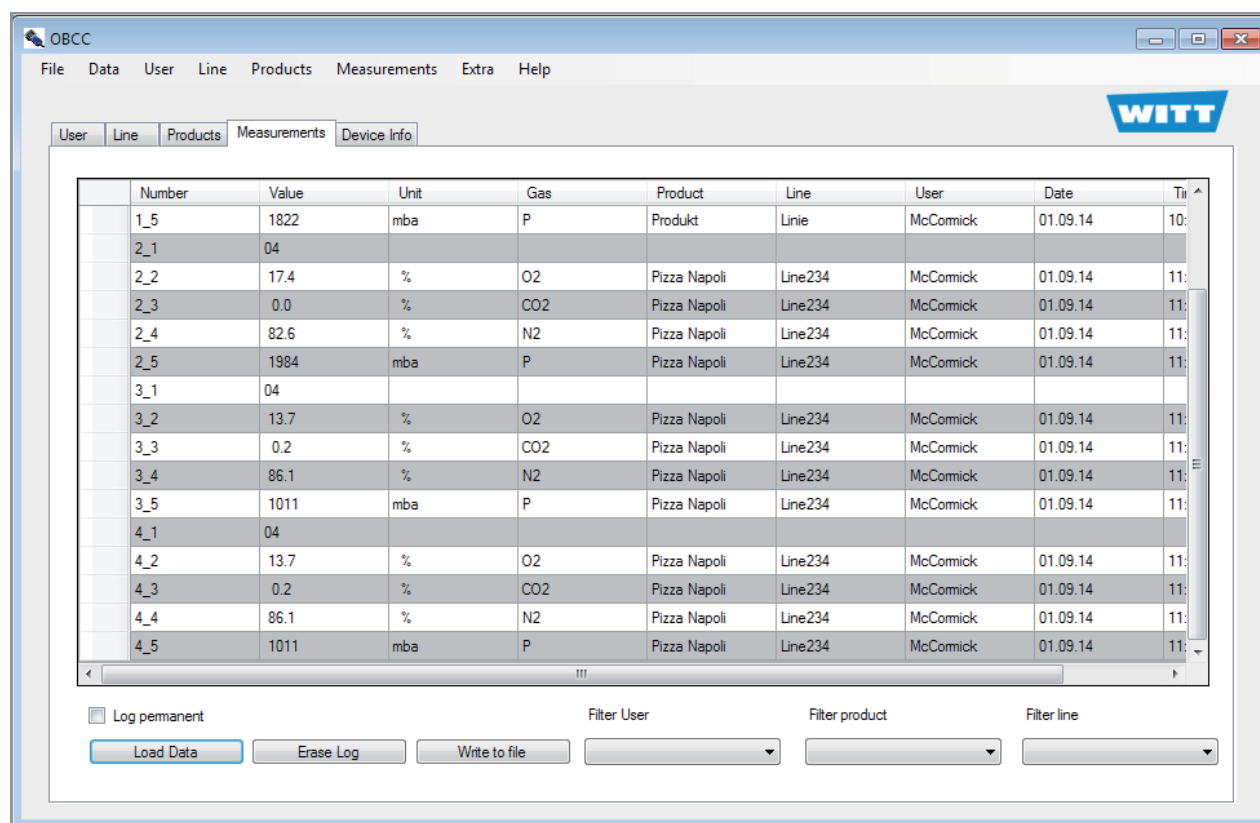 OBCC
File Data User Line Products Measurements Extra Help
WITT
User Line Products Measurements Device Info
Number Value Unit Gas Product Line User Date
1_5 1822 mba P Produkt Linie McCormick 01.09.14 10:
2_1 04
2_2 17.4 % O2 Pizza Napoli Line234 McCormick 01.09.14 11:
2_3 0.0 % CO2 Pizza Napoli Line234 McCormick 01.09.14 11:
2_4 82.6 % N2 Pizza Napoli Line234 McCormick 01.09.14 11:
2_5 1984 mba P Pizza Napoli Line234 McCormick 01.09.14 11:
3_1 04
3_2 13.7 % O2 Pizza Napoli Line234 McCormick 01.09.14 11:
3_3 0.2 % CO2 Pizza Napoli Line234 McCormick 01.09.14 11:
3_4 86.1 % N2 Pizza Napoli Line234 McCormick 01.09.14 11:
3_5 1011 mba P Pizza Napoli Line234 McCormick 01.09.14 11:
4_1 04
4_2 13.7 % O2 Pizza Napoli Line234 McCormick 01.09.14 11:
4_3 0.2 % CO2 Pizza Napoli Line234 McCormick 01.09.14 11:
4_4 86.1 % N2 Pizza Napoli Line234 McCormick 01.09.14 11:
4_5 1011 mba P Pizza Napoli Line234 McCormick 01.09.14 11:
Log permanent Filter User Filter product Filter line
Load Data Erase Log Write to file